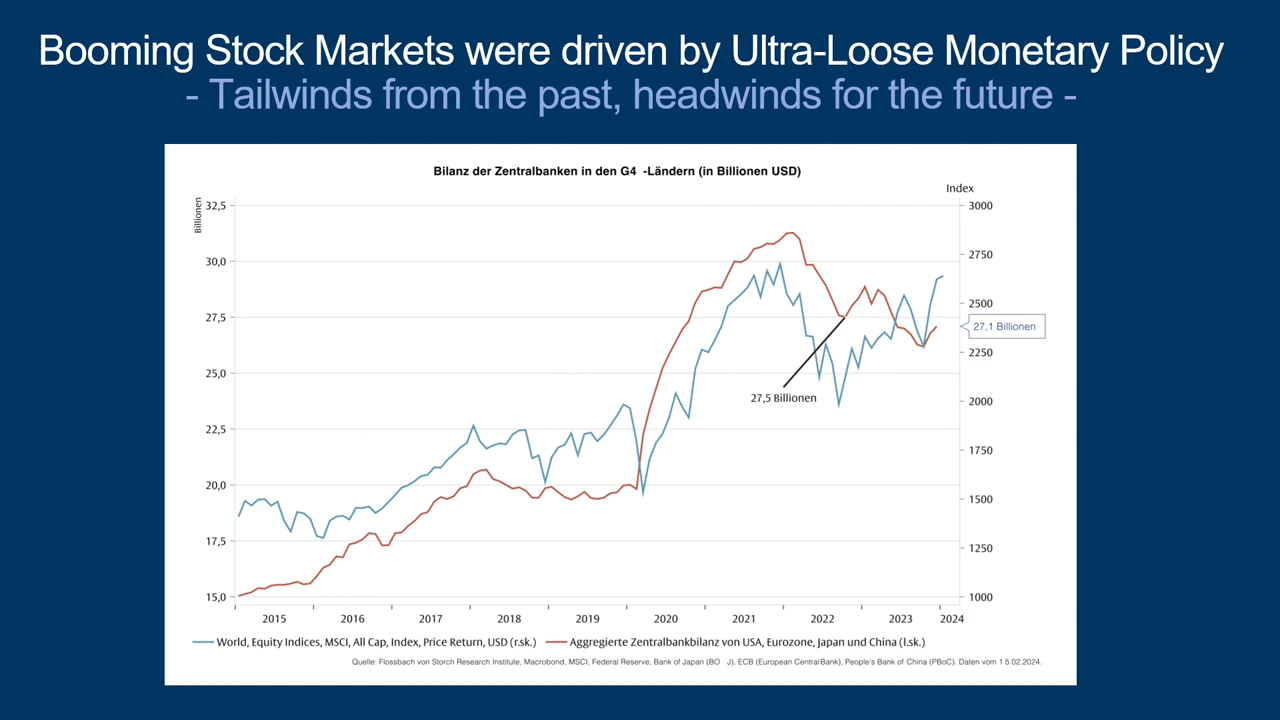 Booming Stock Markets were driven by Ultra-Loose Monetary Policy
- Tailwinds from the past, headwinds for the future -
Bilanz der Zentralbanken in den G4 -Ländern (in Billionen USD)
Billionen
Index
32,5
30,0
27,5
25,0
22,5
20,0
17,5
15,0
3000
2750
2500
2250
2000
1750
1500
1250
1000
27,1 Billionen
27,5 Billionen
2015 2016 2017 2018 2019 2020 2021 2022 2023 2024
World, Equity Indices, MSCI, All Cap, Index, Price Return, USD (r.sk.) Aggregierte Zentralbankbilanz von USA, Eurozone, Japan und China (l.sk.)
Quelle: Flossbach von Storch Research Institute, Macrobond, MSCI, Federal Reserve, Bank of Japan (BO J), ECB (European Central Bank), People's Bank of China (PBoC). Daten vom 1 5.02.2024.